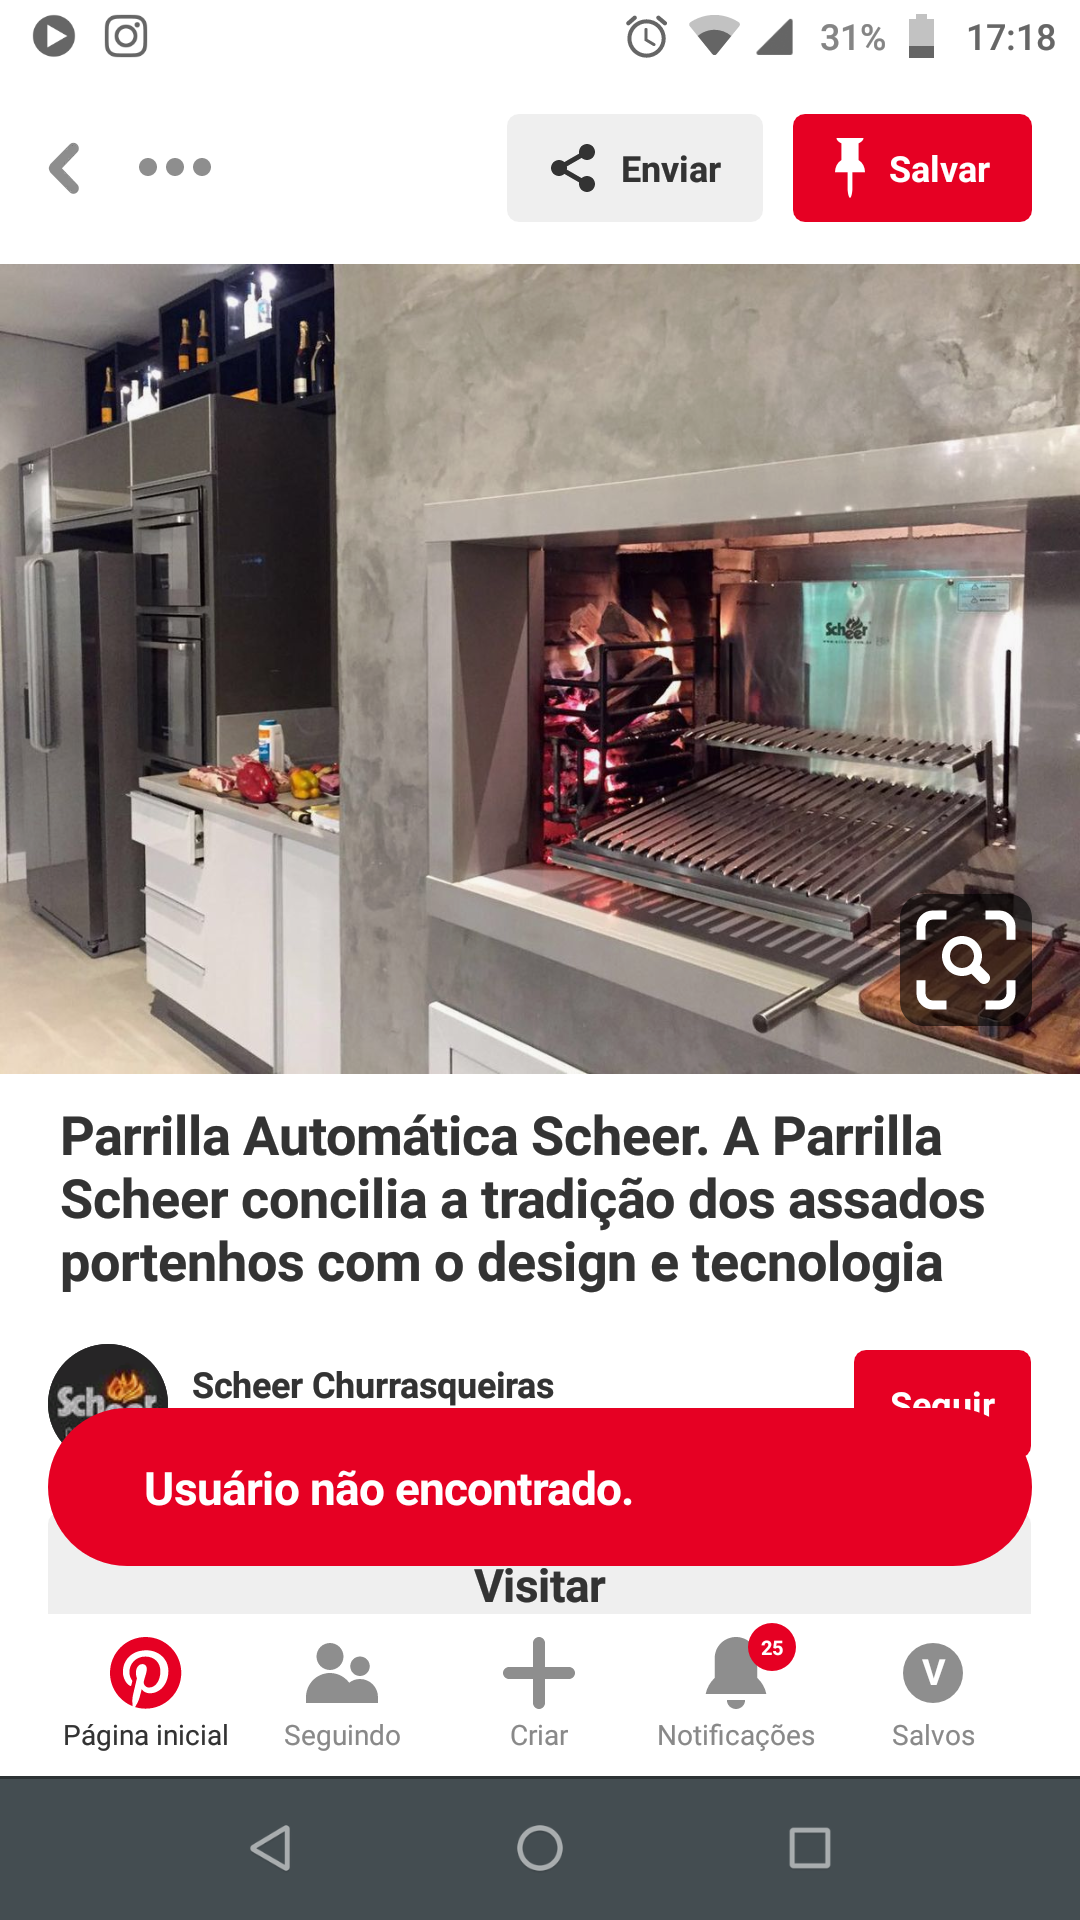 31%
17:18
Enviar
Salvar
Scheer
Parrilla Automática Scheer. A Parrilla
Scheer concilia a tradição dos assados
portenhos com o design e tecnologia
Scheer
Scheer Churrasqueiras
Seguir
Usuário não encontrado.
Visitar
25
V
Página inicial
Seguindo
Criar
Notificações
Salvos